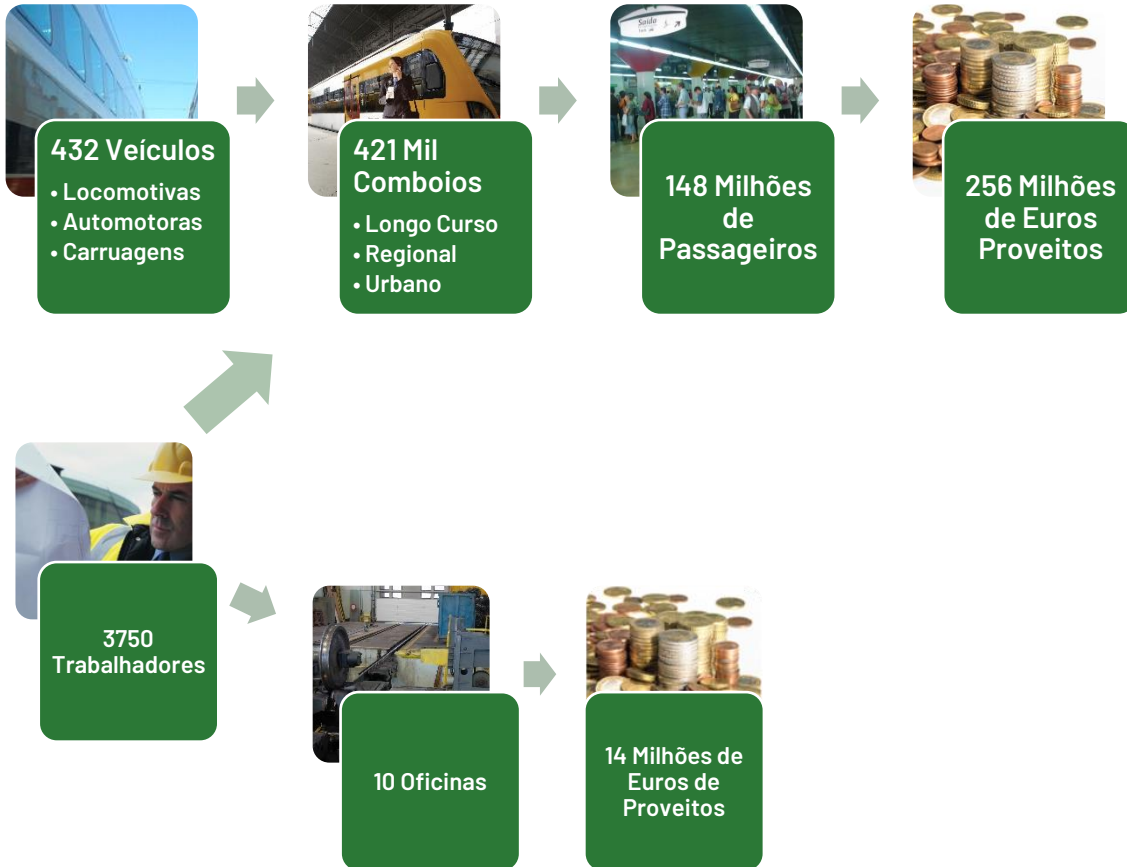 Saída
432 Veículos
• Locomotivas
• Automotoras
• Carruagens
421 Mil
Comboios
• Longo Curso
• Regional
• Urbano
148 Milhões
de
Passageiros
256 Milhões
de Euros
Proveitos
3750
Trabalhadores
10 Oficinas
14 Milhões de
Euros de
Proveitos